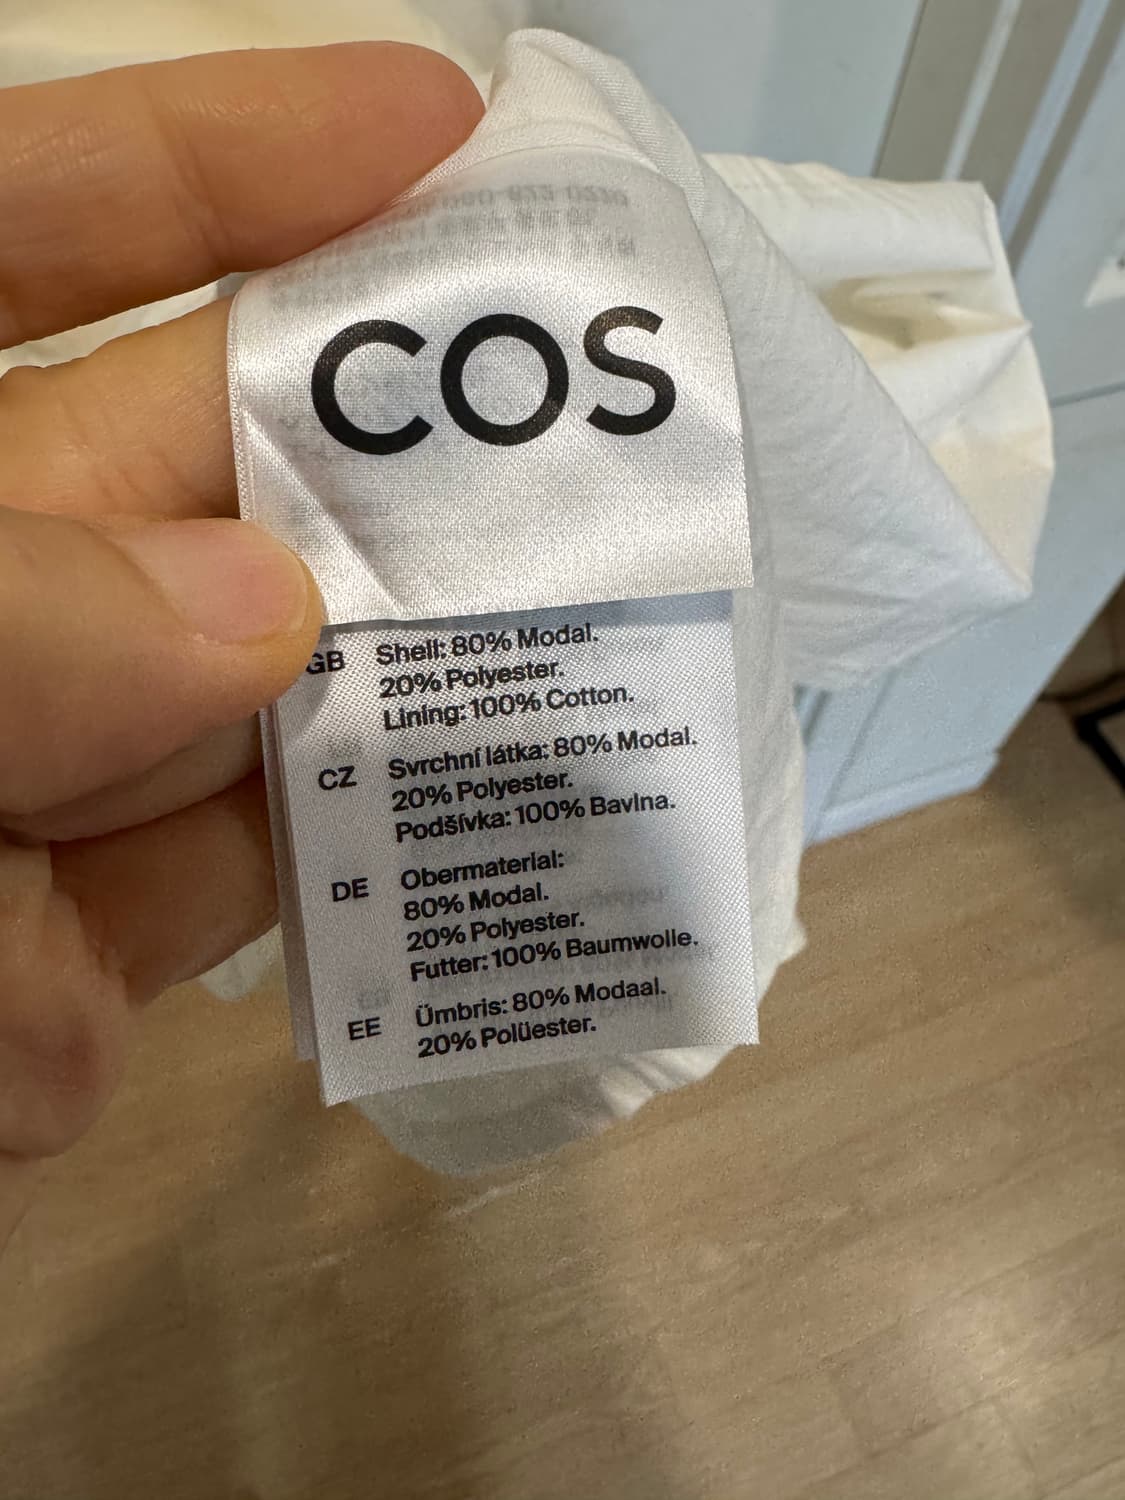 COS
GB Shell: 80% Modal.
20% Polyester.
Lining: 100% Cotton.
CZ Svrchní látka: 80% Modal.
20% Polyester.
Podšívka: 100% Bavlna.
DE Obermaterial:
80% Modal.
20% Polyester.
Futter: 100% Baumwolle.
EE Ümbris: 80% Modaal.
20% Polüester.